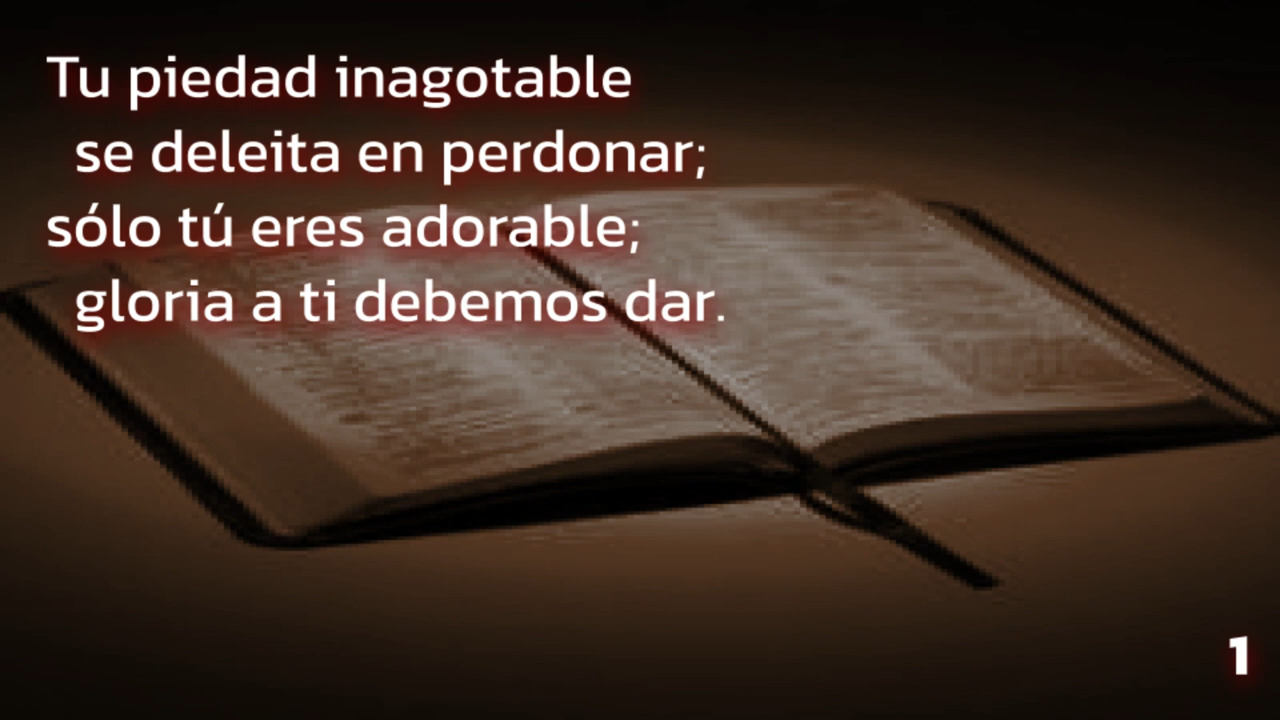 Tu piedad inagotable
se deleita en perdonar;
sólo tú eres adorable;
gloria a ti debemos dar.
1